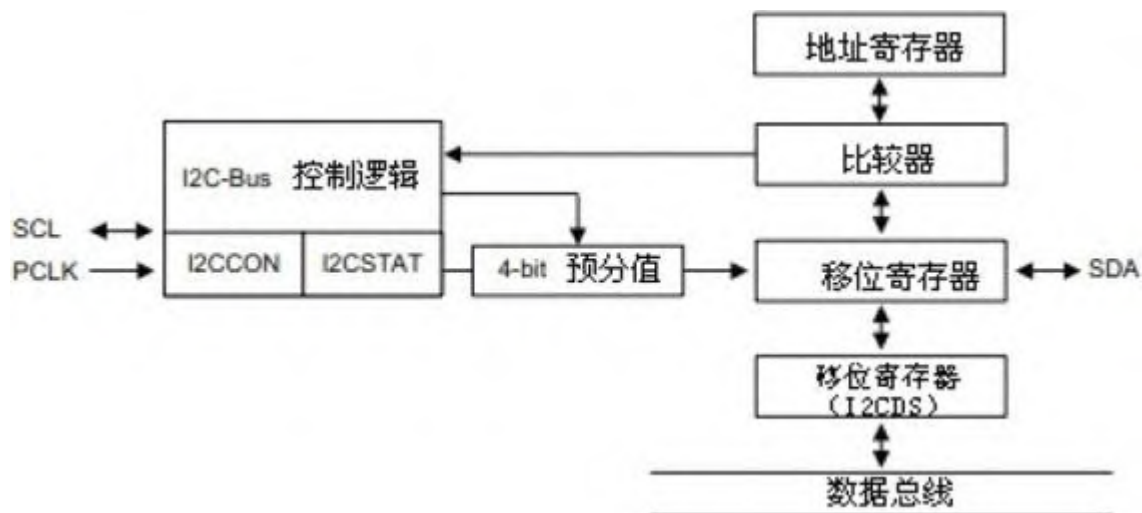 地址寄存器
比较器
I2C-Bus 控制逻辑
SCL
PCLK
I2CCON
I2CSTAT
4-bit 预分值
移位寄存器
SDA
移位寄存器
(I2CDS)
数据总线